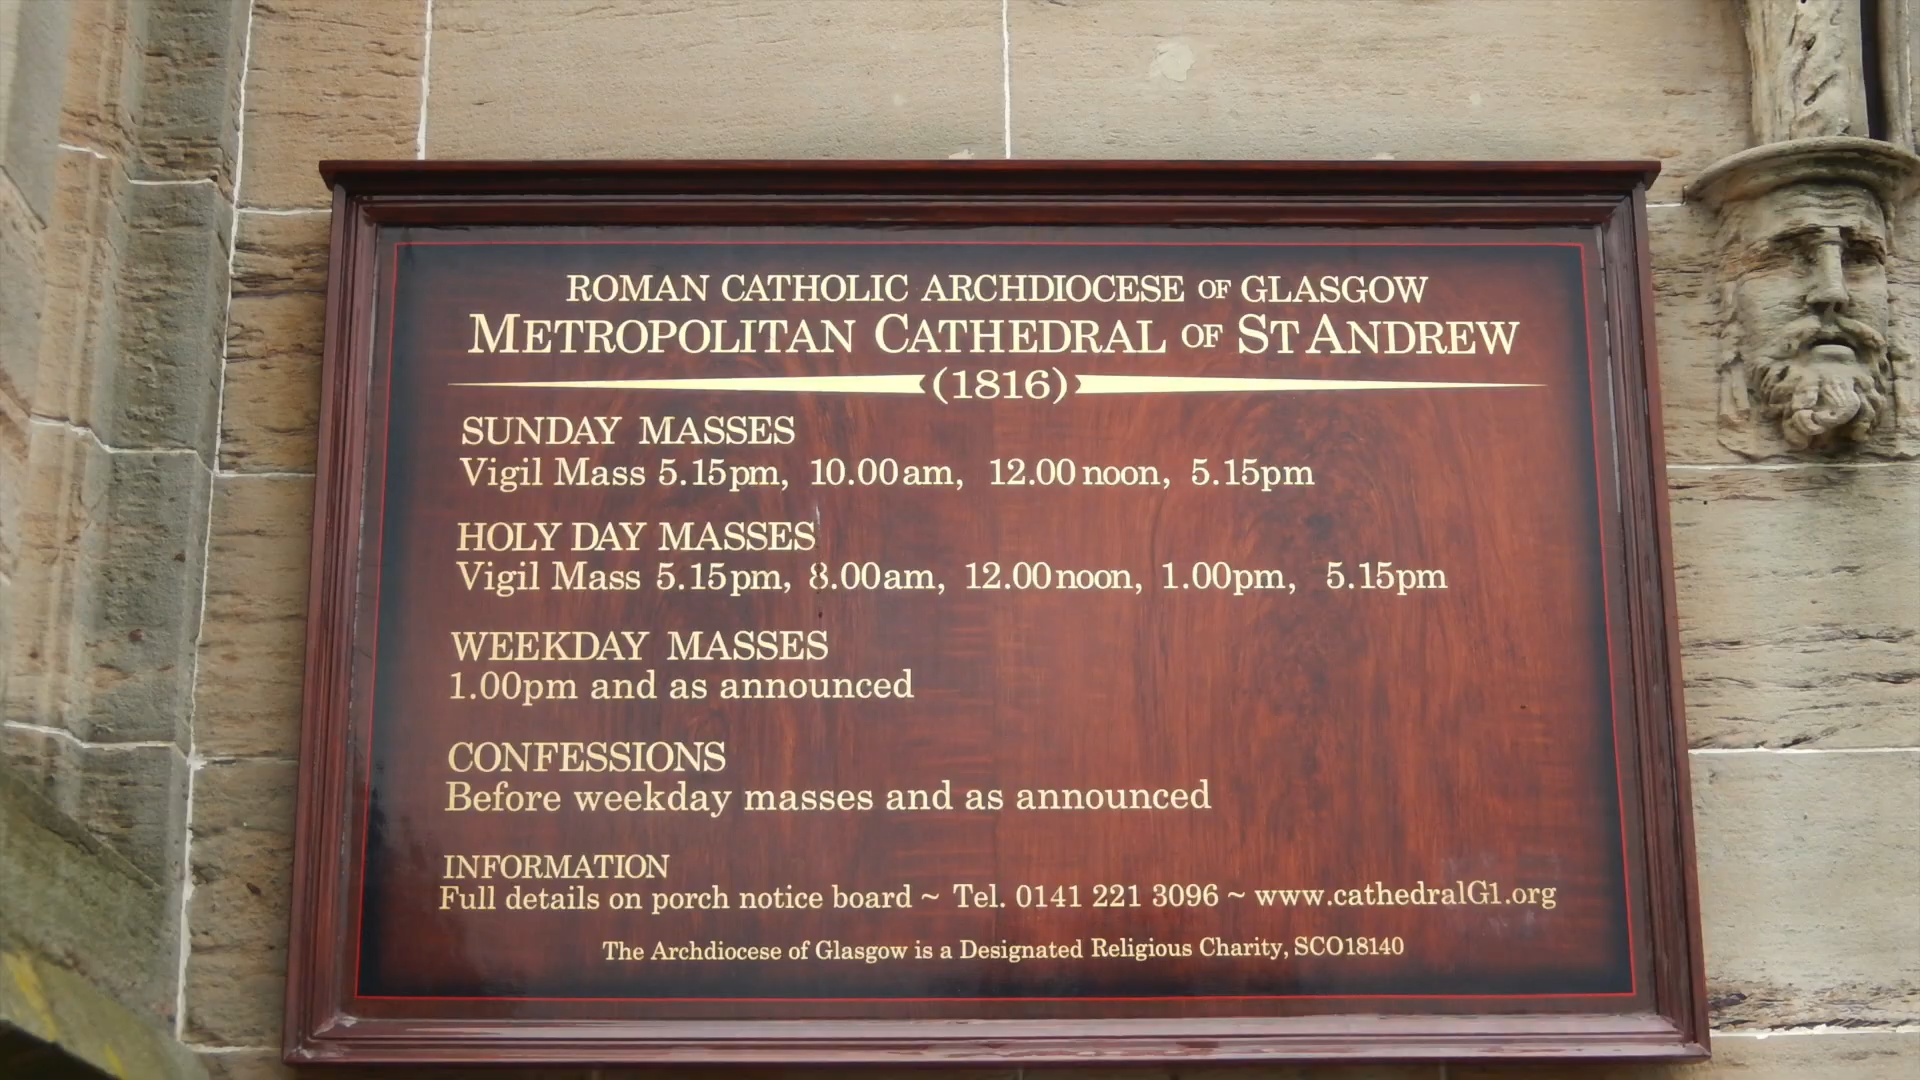 ROMAN CATHOLIC ARCHDIOCESE OF GLASGOW
METROPOLITAN CATHEDRAL OF ST ANDREW
(1816)
SUNDAY MASSES
Vigil Mass 5.15pm, 10.00am, 12.00 noon, 5.15pm
HOLY DAY MASSES
Vigil Mass 5.15pm, 8.00am, 12.00noon, 1.00pm, 5.15pm
WEEKDAY MASSES
1.00pm and as announced
CONFESSIONS
Before weekday masses and as announced
INFORMATION
Full details on porch notice board ~ Tel. 0141 221 3096 ~ www.cathedralG1.org
The Archdiocese of Glasgow is a Designated Religious Charity, SCO18140